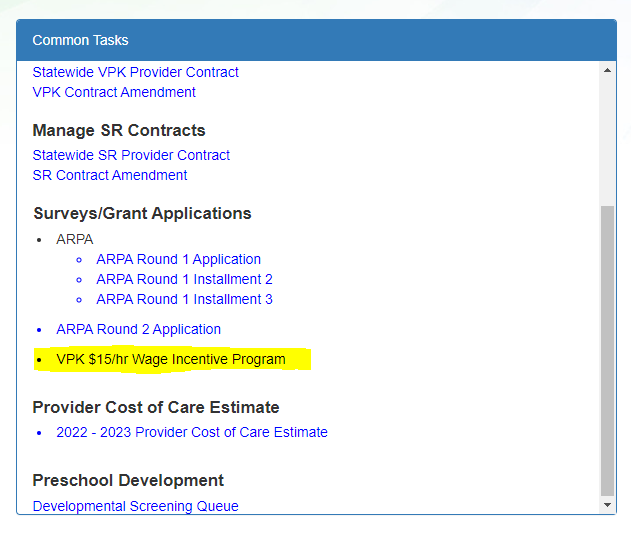 Common Tasks
Statewide VPK Provider Contract
VPK Contract Amendment
Manage SR Contracts
Statewide SR Provider Contract
SR Contract Amendment
Surveys/Grant Applications
ARPA
ARPA Round 1 Application
ARPA Round 1 Installment 2
ARPA Round 1 Installment 3
ARPA Round 2 Application
VPK $15/hr Wage Incentive Program
Provider Cost of Care Estimate
2022 - 2023 Provider Cost of Care Estimate
Preschool Development
Developmental Screening Queue